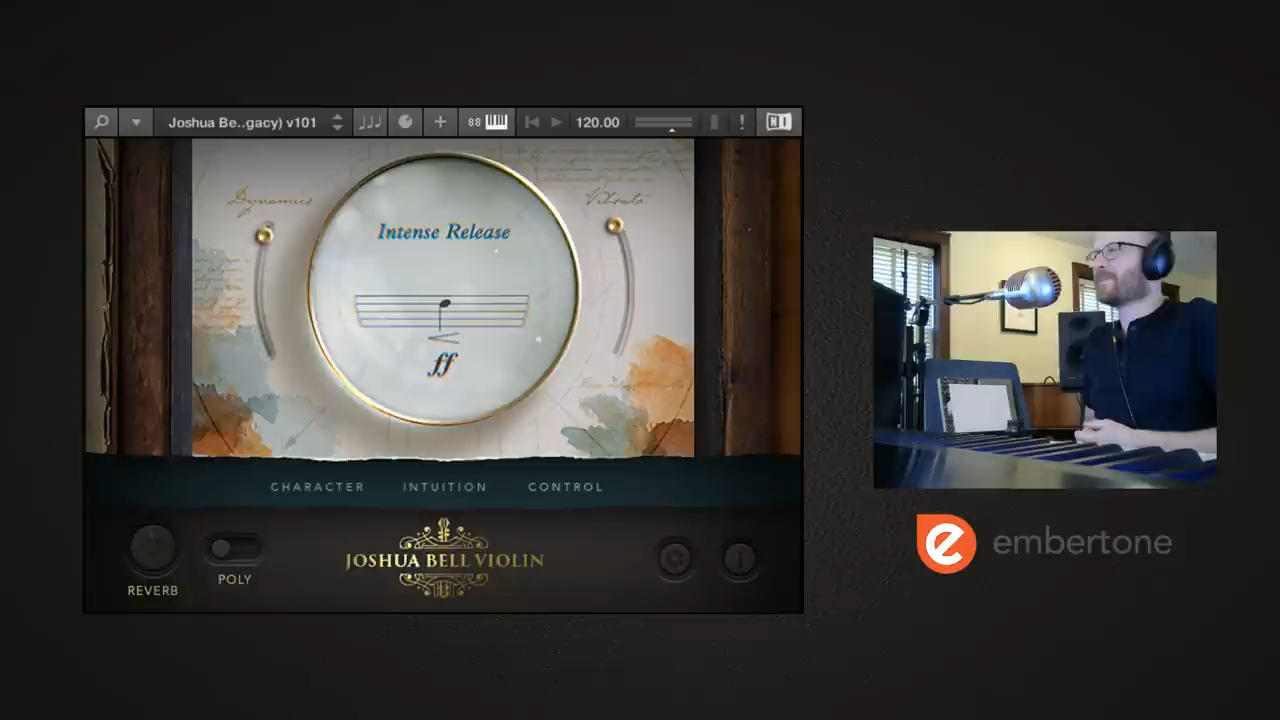 Joshua Be..gacy) v101
88
120.00
!
Dynamics
Vibrato
Intense Release
ff
CHARACTER INTUITION CONTROL
JOSHUA BELL VIOLIN
REVERB
POLY
e embertone